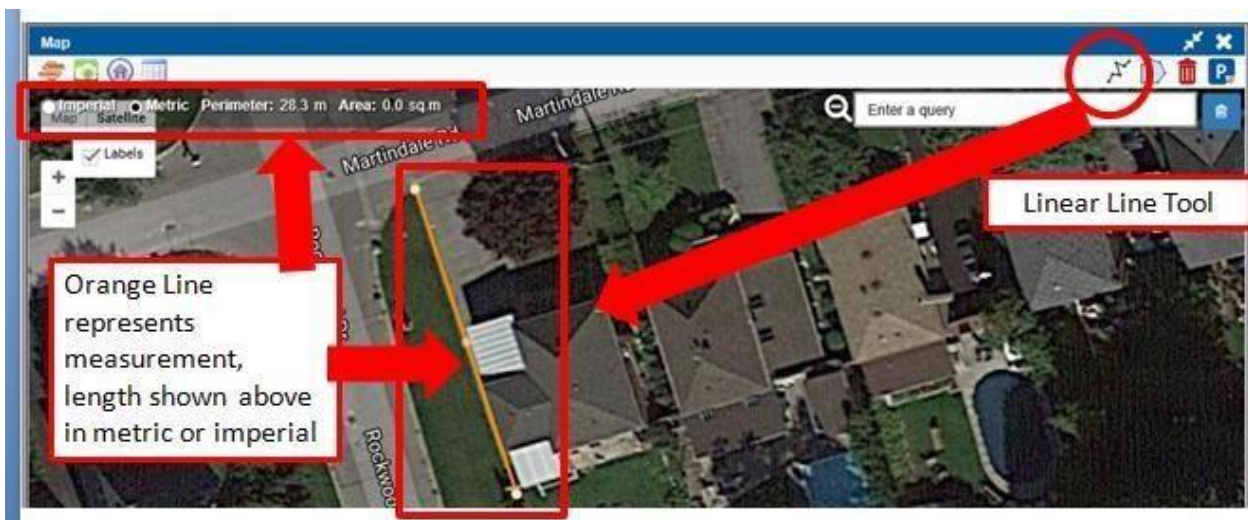 Map
Imperial Metric Perimeter: 28.3 m Area: 0.0 sq.m
Map Satellite
Labels
+
-
P
Enter a query
Martindale Rd
Martindale
Linear Line Tool
Orange Line
represents
measurement,
length shown above
in metric or imperial